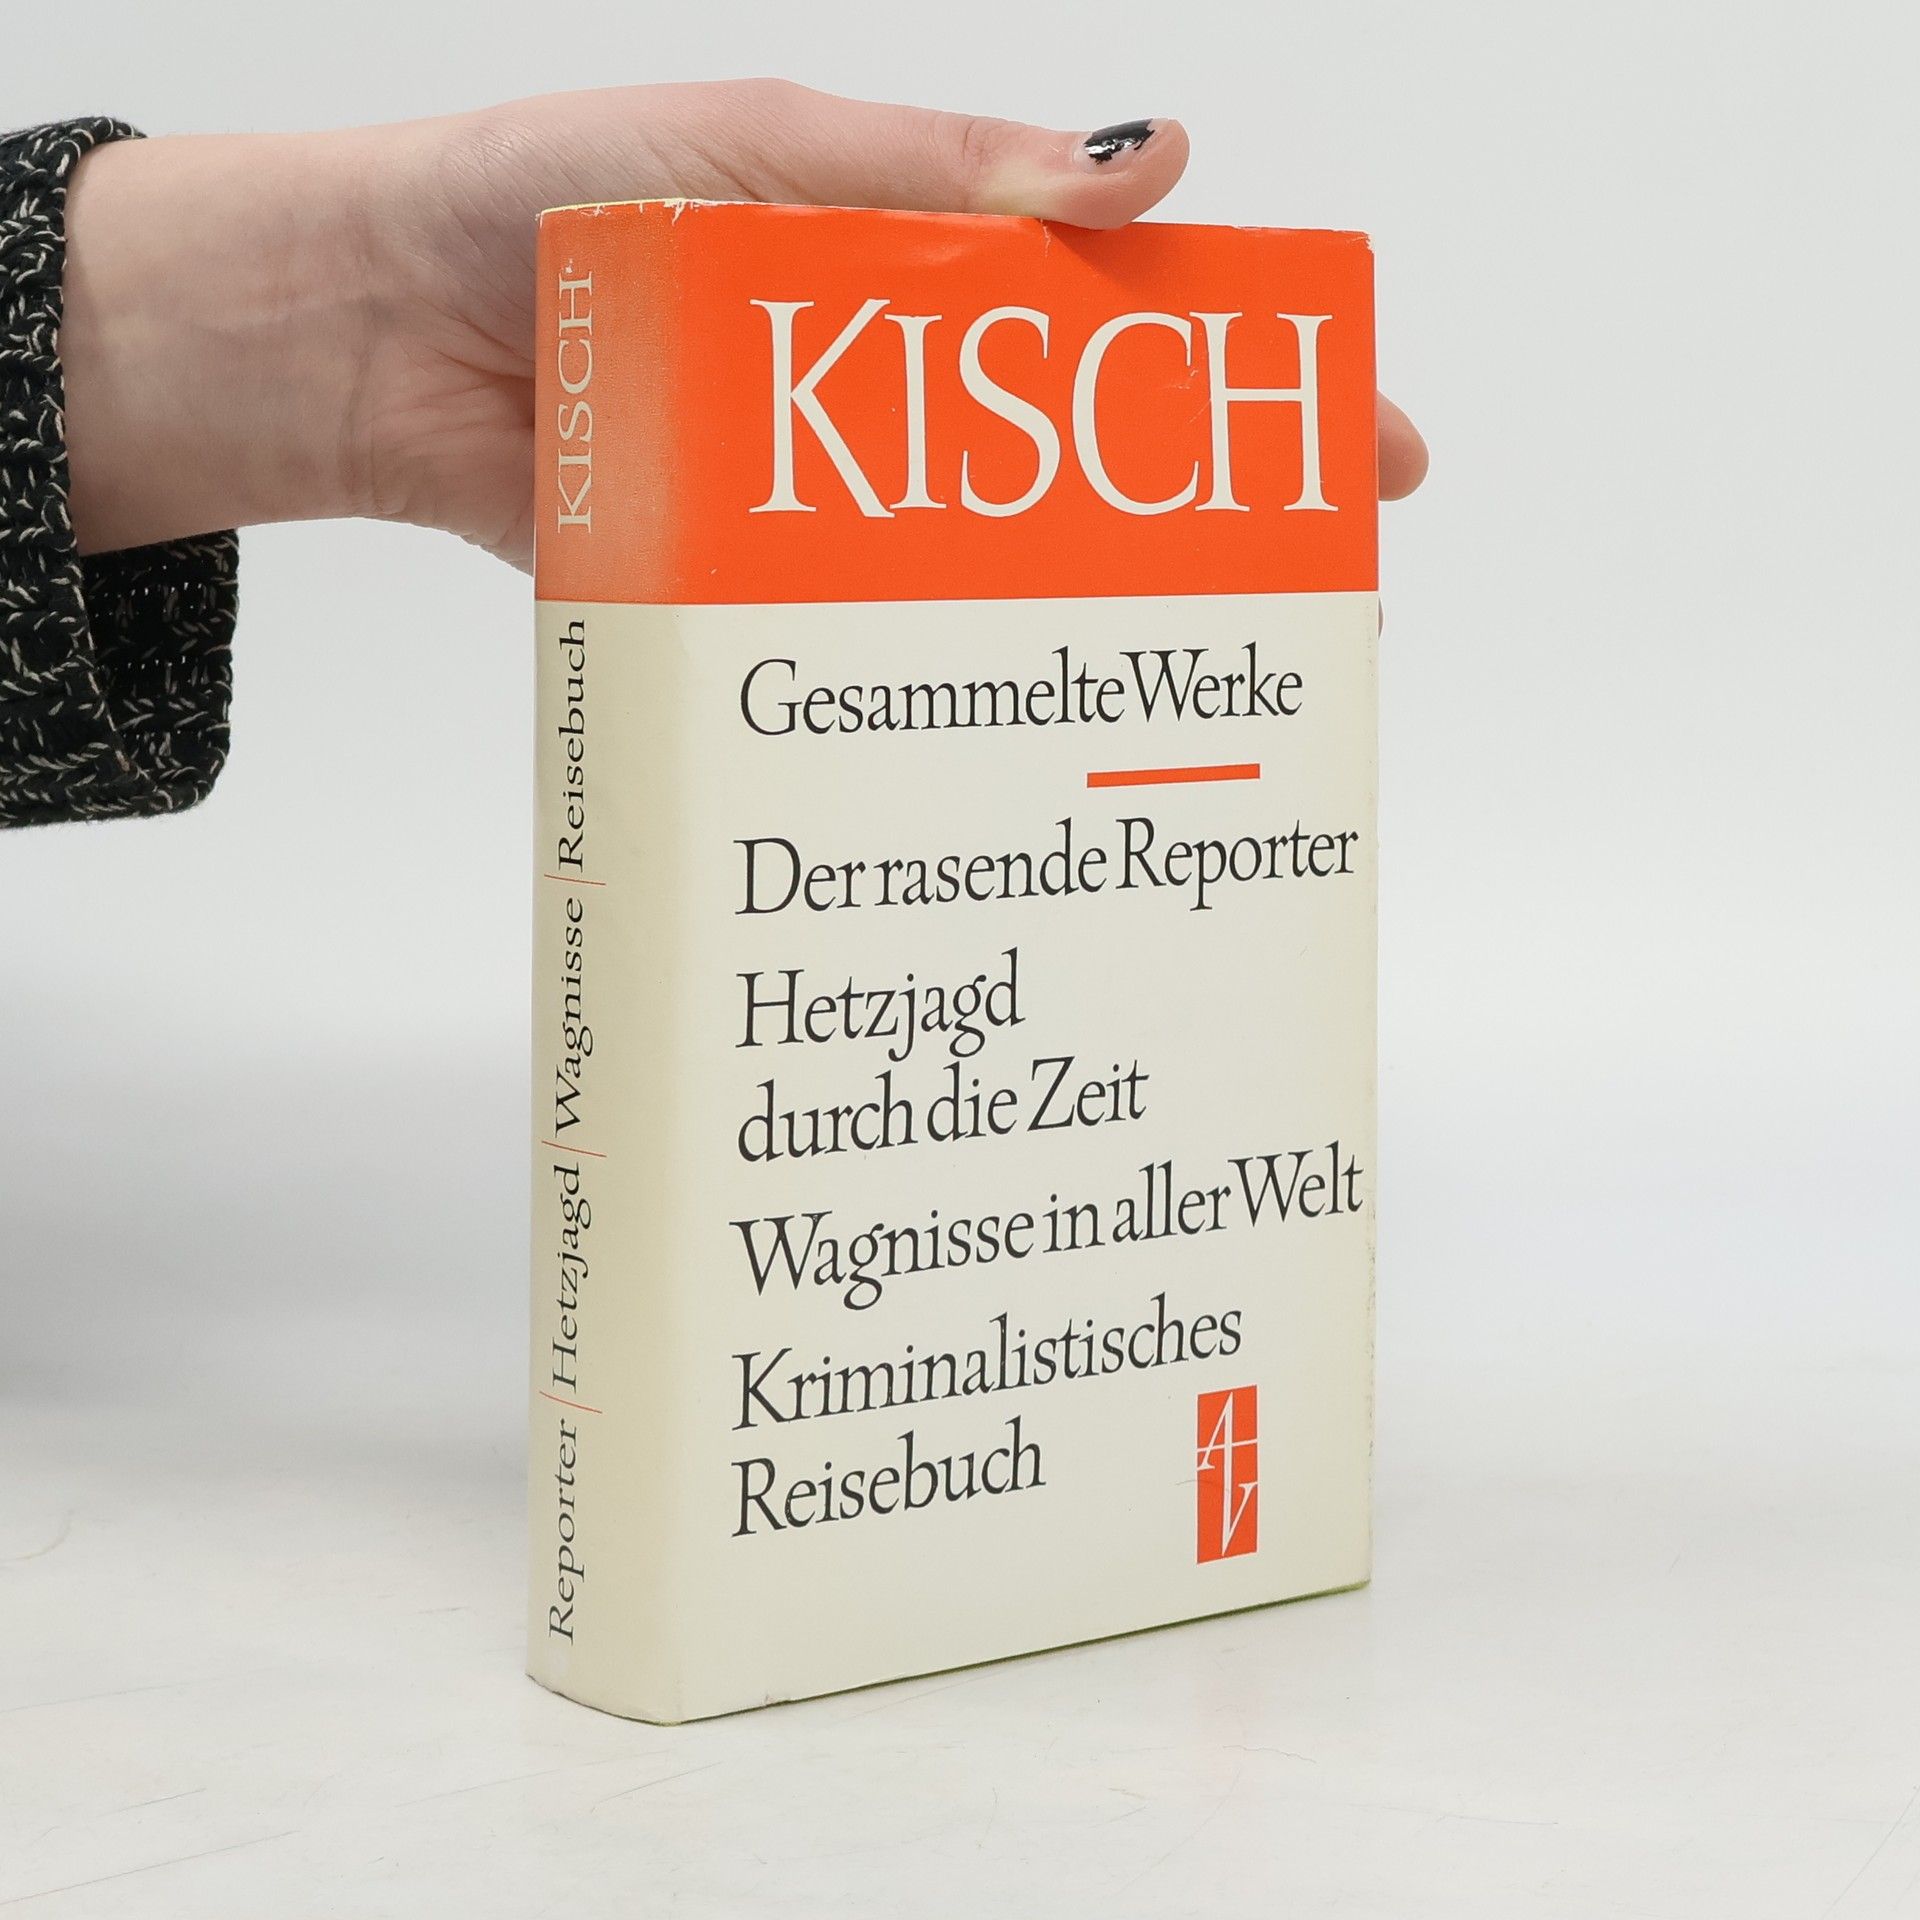 KISCH
Gesammelte Werke
Der rasende Reporter
Hetzjagd
durch die Zeit
Wagnisse in aller Welt
Kriminalistisches
Reisebuch
AV
Reporter | Hetzjagd | Wagnisse | Reisebuch KISCH